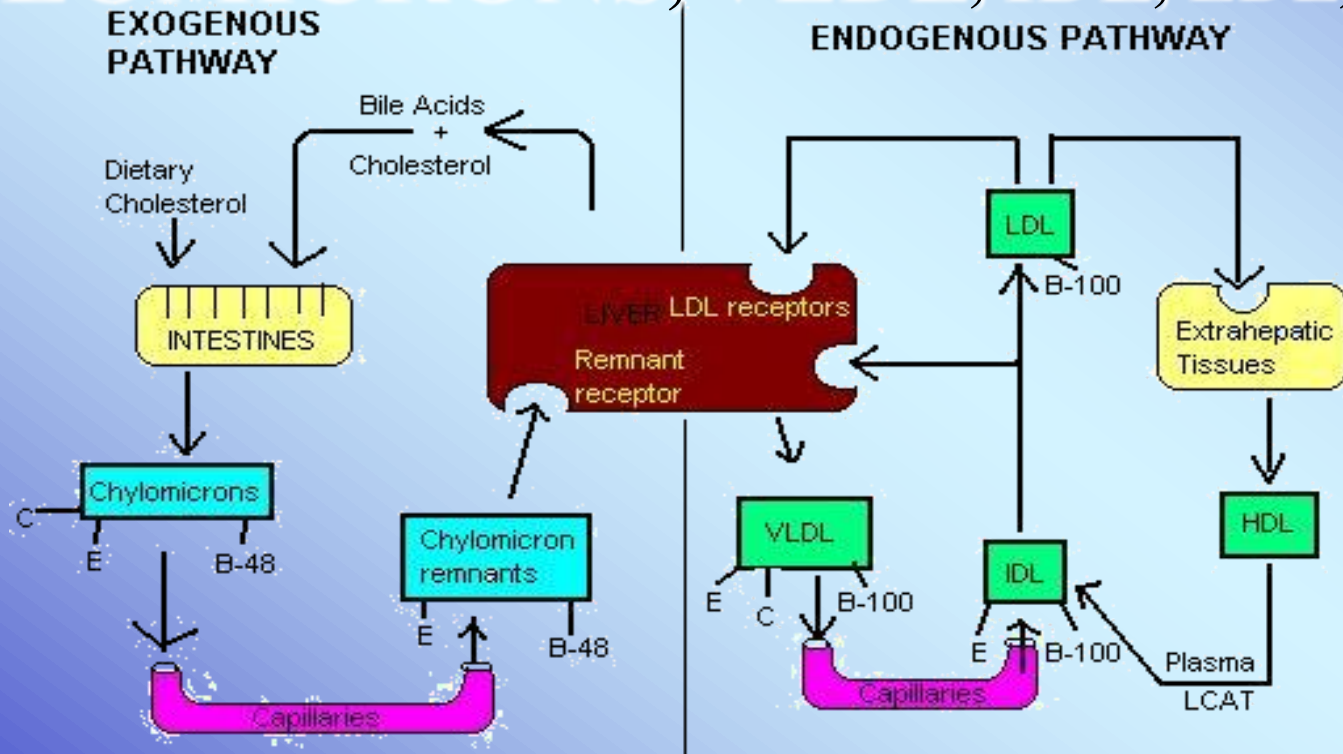 EXOGENOUS
PATHWAY
ENDOGENOUS PATHWAY
Bile Acids
+
Cholesterol
Dietary
Cholesterol
INTESTINES
Chylomicrons
C
E
B-48
Capillaries
Chylomicron
remnants
E
B-48
LIVER
LDL receptors
Remnant
receptor
LDL
B-100
Extrahepatic
Tissues
VLDL
E
C
B-100
Capillaries
IDL
E
B-100
HDL
Plasma
LCAT